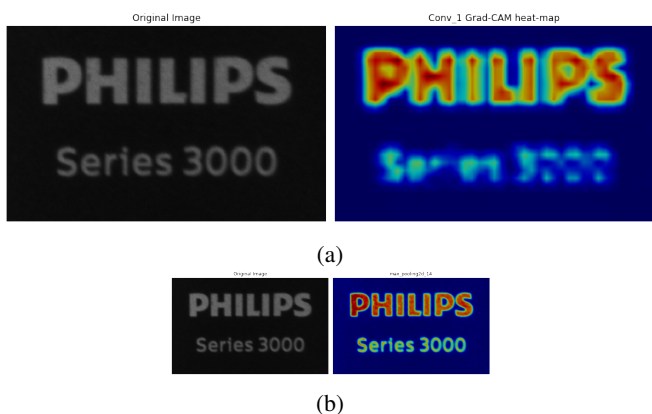 Original Image
Conv_1 Grad-CAM heat-map
PHILIPS
PHILIPS
Series 3000
Series 3000
(a)
Original Image
max_pooling2d_14
PHILIPS
PHILIPS
Series 3000
Series 3000
(b)